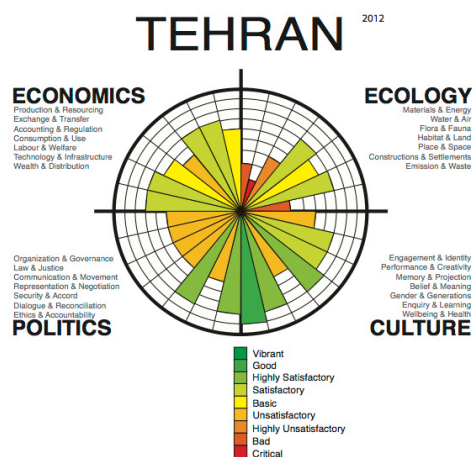 TEHRAN
2012
ECONOMICS
Production & Resourcing
Exchange & Transfer
Accounting & Regulation
Consumption & Use
Labour & Welfare
Technology & Infrastructure
Wealth & Distribution
ECOLOGY
Materials & Energy
Water & Air
Flora & Fauna
Habitat & Land
Place & Space
Constructions & Settlements
Emission & Waste
Organization & Governance
Law & Justice
Communication & Movement
Representation & Negotiation
Security & Accord
Dialogue & Reconciliation
Ethics & Accountability
POLITICS
Engagement & Identity
Performance & Creativity
Memory & Projection
Belief & Meaning
Gender & Generations
Enquiry & Learning
Wellbeing & Health
CULTURE
Vibrant
Good
Highly Satisfactory
Satisfactory
Basic
Unsatisfactory
Highly Unsatisfactory
Bad
Critical